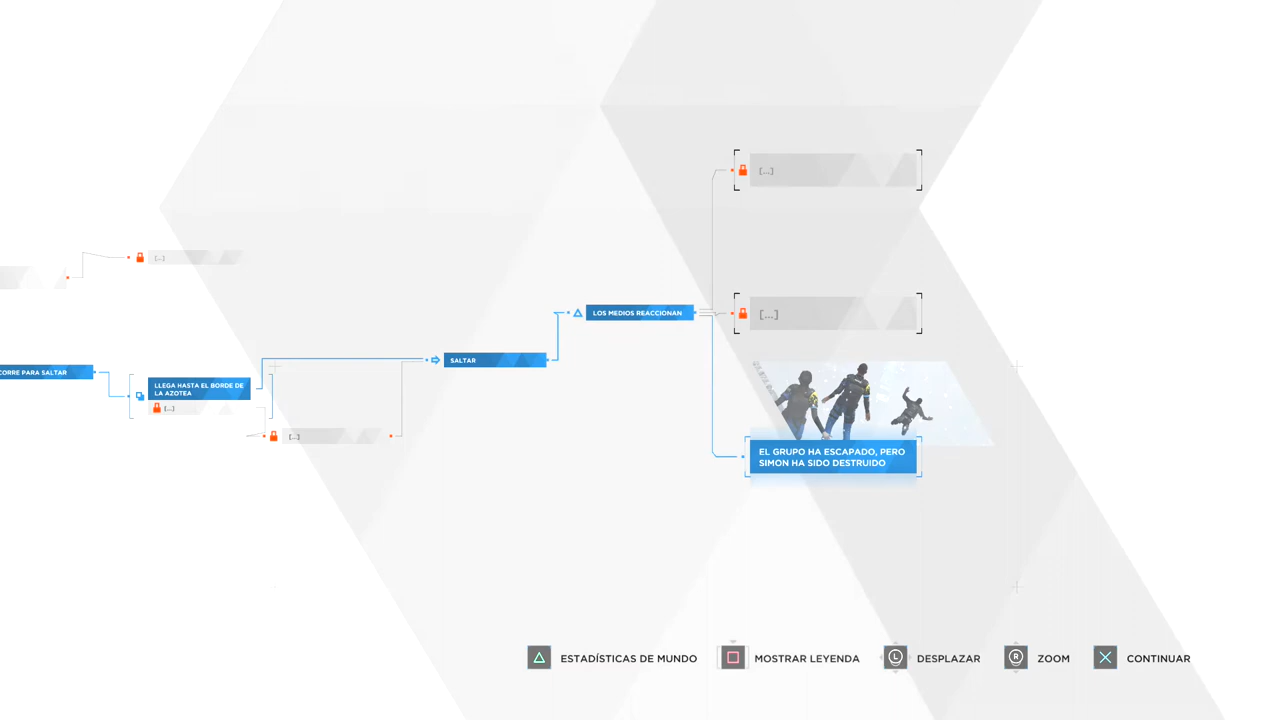 [...]
[...]
LOS MEDIOS REACCIONAN
[...]
SALTAR
CORRE PARA SALTAR
LLEGA HASTA EL BORDE DE
LA AZOTEA
[...]
[...]
EL GRUPO HA ESCAPADO, PERO
SIMON HA SIDO DESTRUIDO
ESTADÍSTICAS DE MUNDO
MOSTRAR LEYENDA
L
DESPLAZAR
R
ZOOM
CONTINUAR